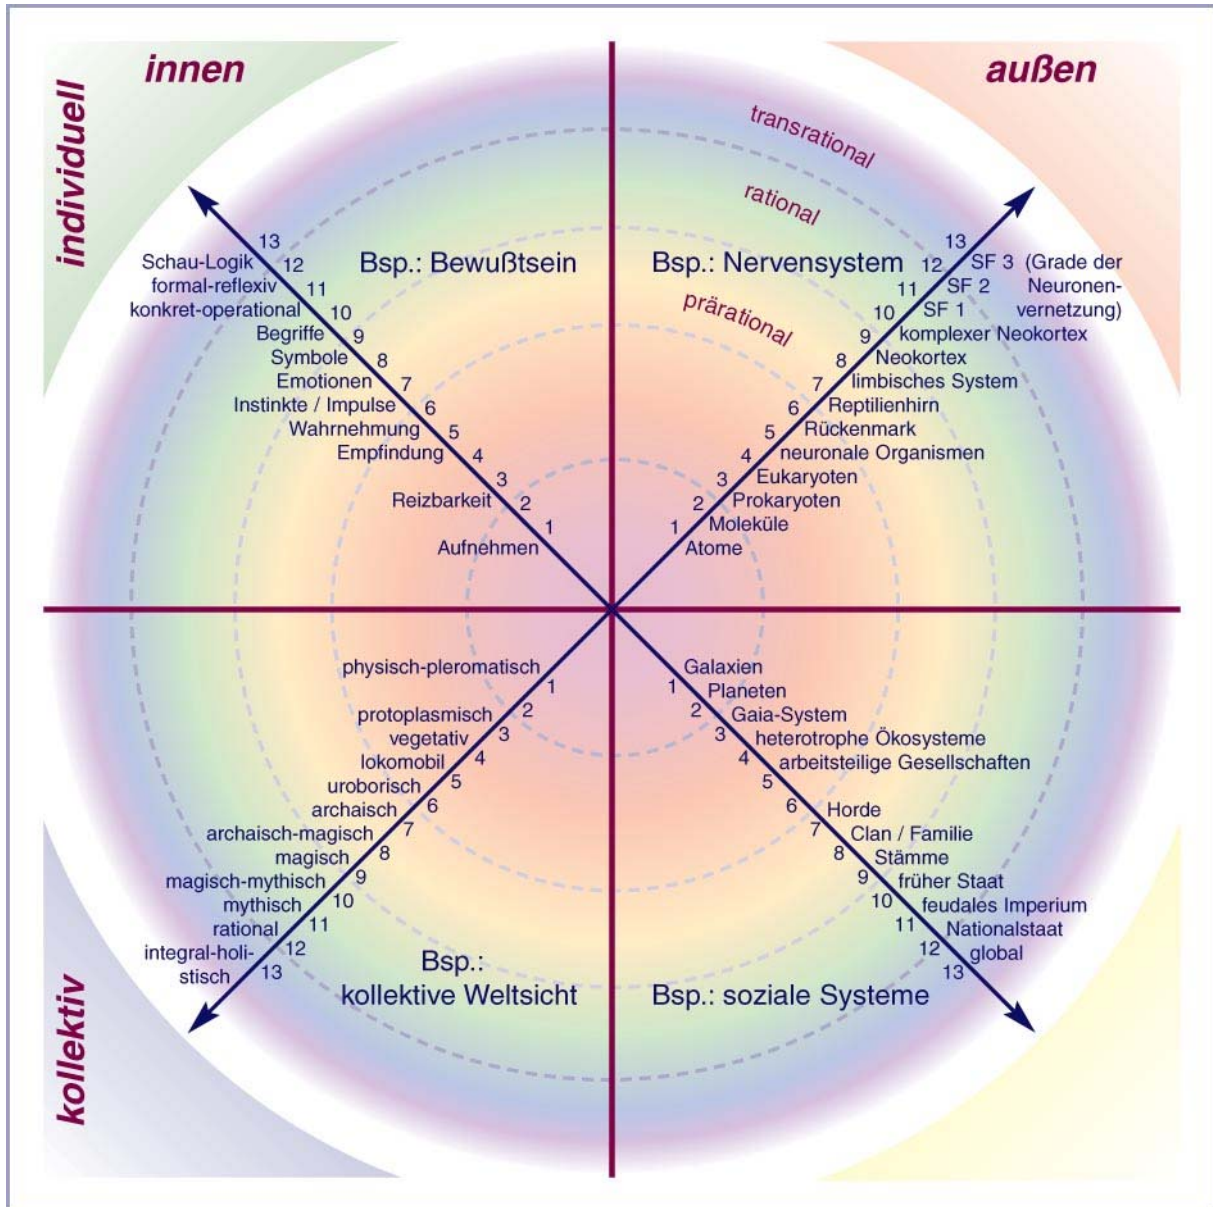 innen
außen
individuell
kollektiv
transrational
rational
prärational
Bsp.: Bewußtsein
13
Schau-Logik
12
formal-reflexiv
11
konkret-operational
10
Begriffe
9
Symbole
8
Emotionen
7
Instinkte / Impulse
6
Wahrnehmung
5
Empfindung
4
3
Reizbarkeit
2
1
Aufnehmen
Bsp.: Nervensystem
13
SF 3 (Grade der
12
SF 2 Neuronen-
11
SF 1 vernetzung)
10
komplexer Neokortex
9
Neokortex
8
limbisches System
7
Reptilienhirn
6
Rückenmark
5
neuronale Organismen
4
Eukaryoten
3
Prokaryoten
2
Moleküle
1
Atome
physisch-pleromatisch
1
protoplasmisch
2
vegetativ
3
lokomobil
4
uroborisch
5
archaisch
6
archaisch-magisch
7
magisch
8
magisch-mythisch
9
mythisch
10
rational
11
integral-holi-
12
stisch
13
Bsp.:
kollektive Weltsicht
Galaxien
1
Planeten
2
Gaia-System
3
heterotrophe Ökosysteme
4
arbeitsteilige Gesellschaften
5
6
Horde
7
Clan / Familie
8
Stämme
9
früher Staat
10
feudales Imperium
11
Nationalstaat
12
global
13
Bsp.: soziale Systeme